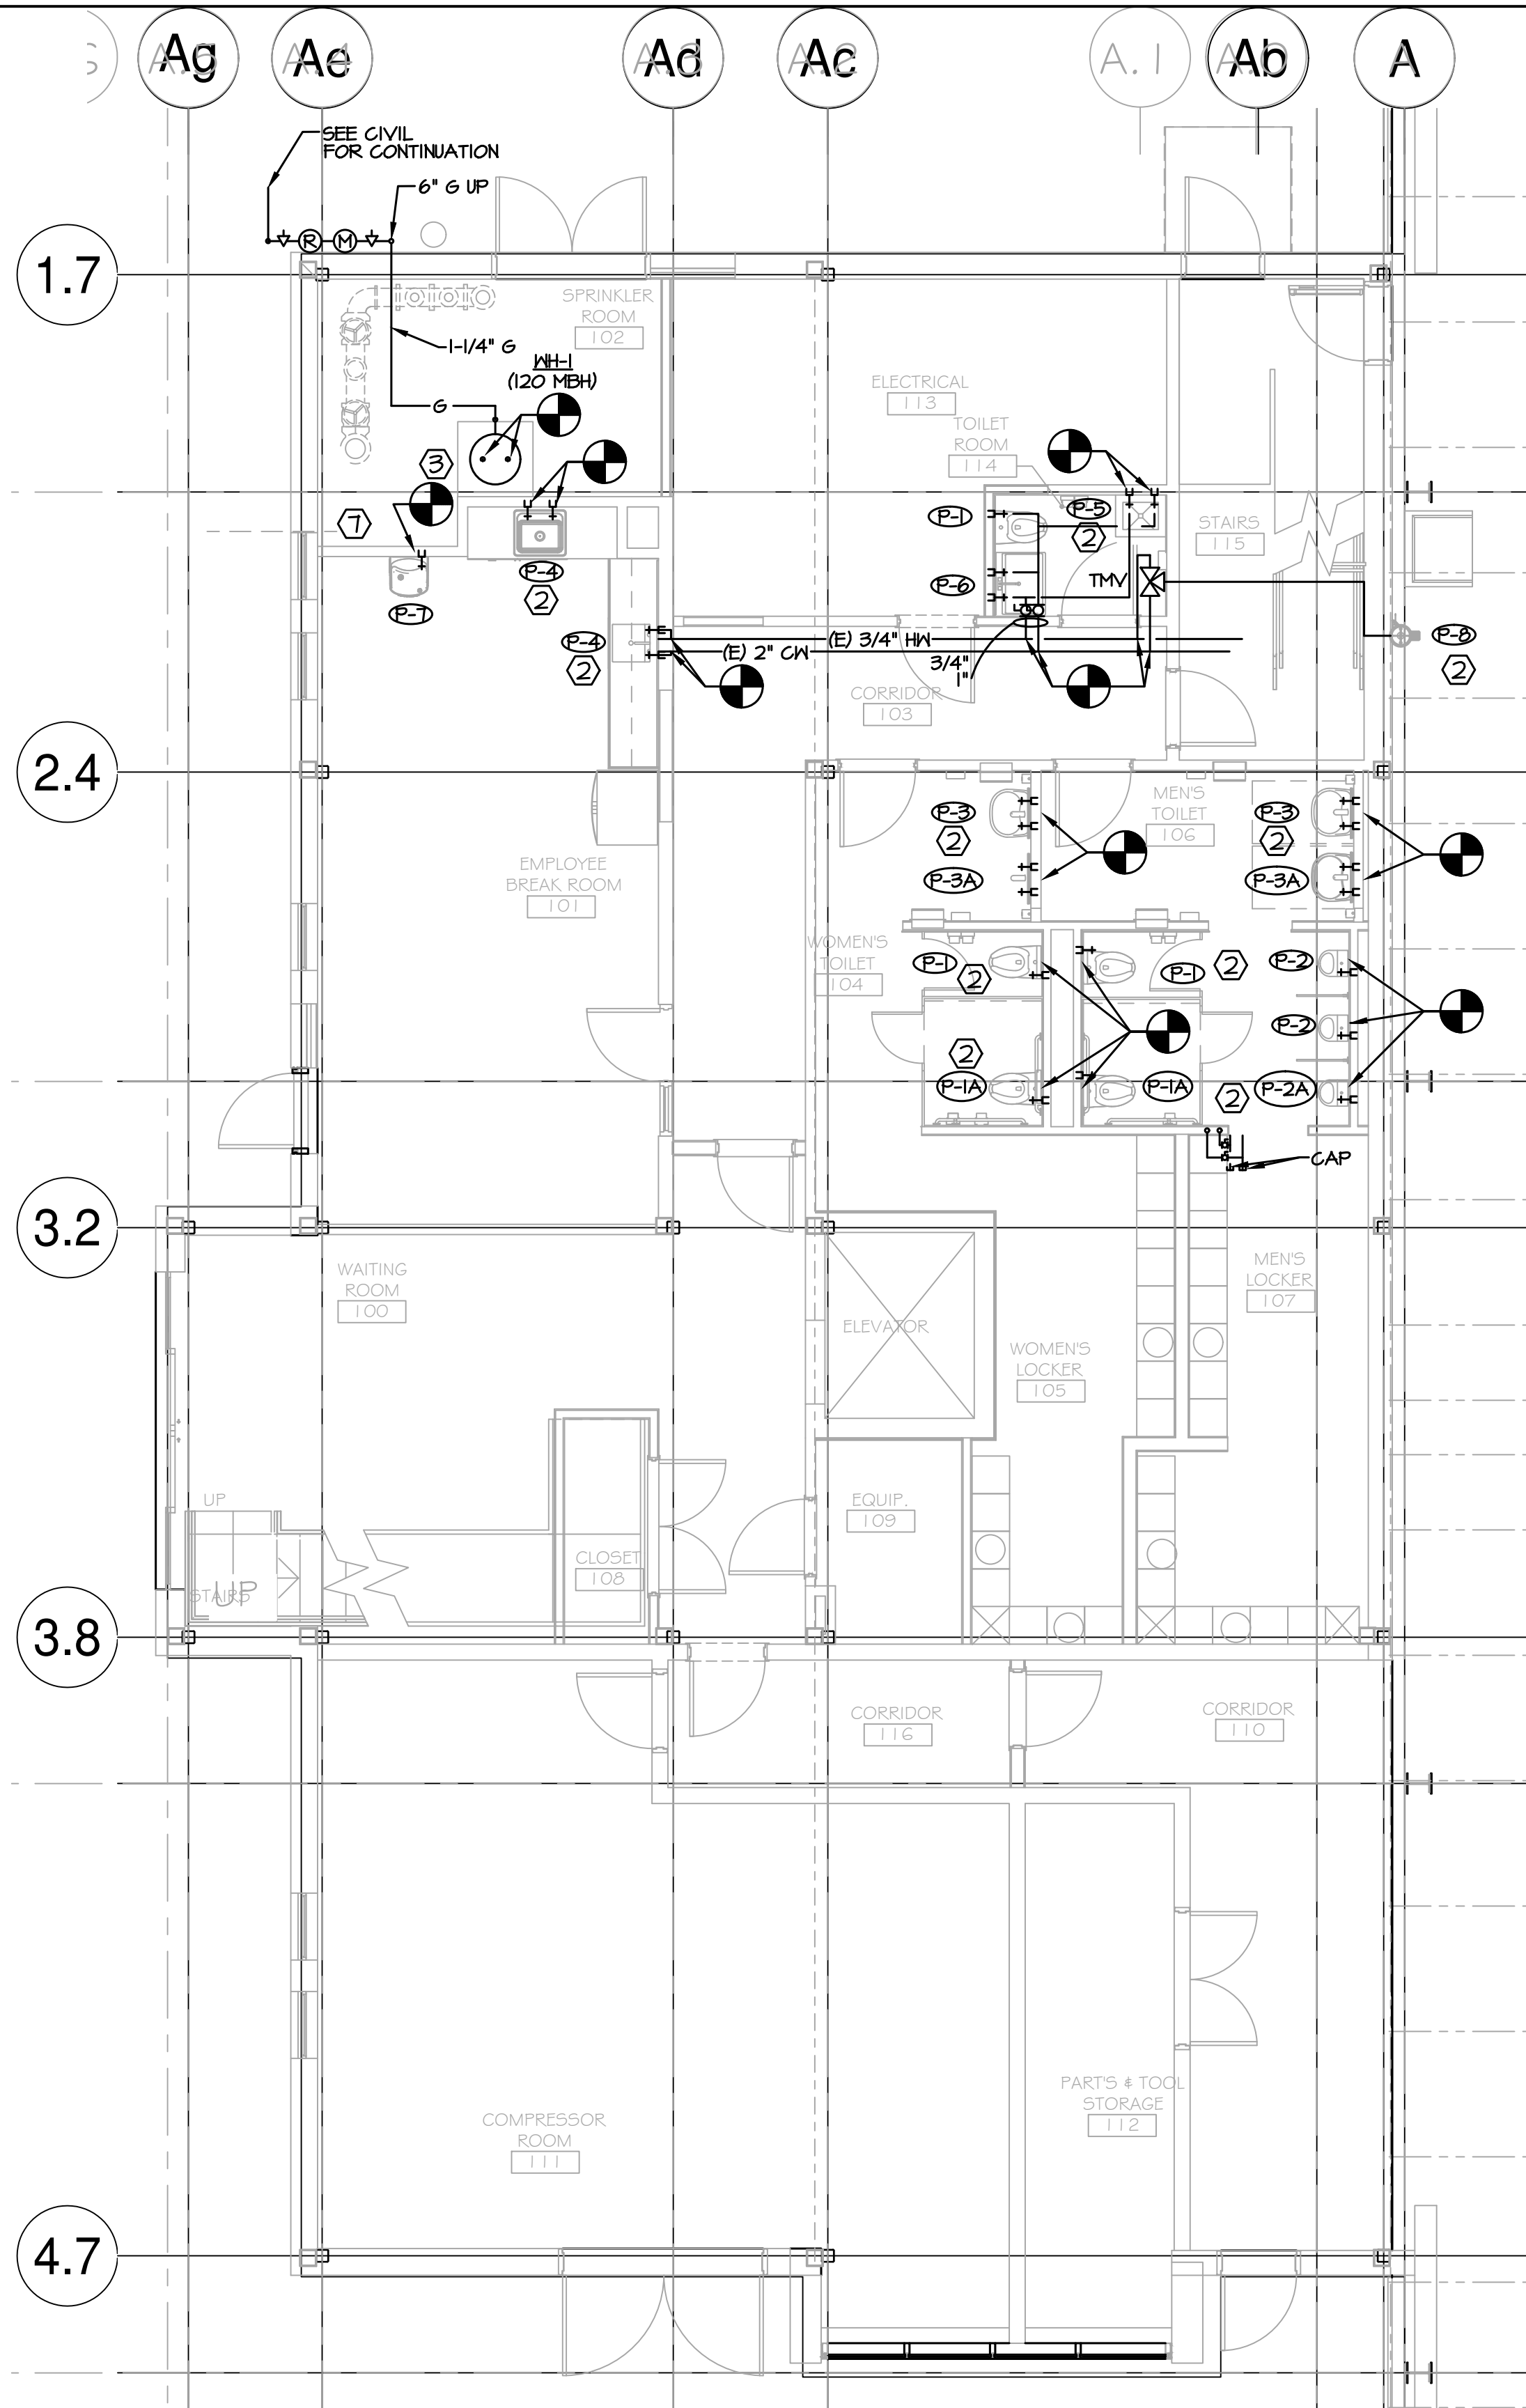 Ag
Ae
Ad
Ac
A.1
Ab
A
A.5
A.4
A.3
A.2
A.0
SEE CIVIL
FOR CONTINUATION
6" G UP
R
M
1.7
SPRINKLER
ROOM
102
1-1/4" G
WH-1
(120 MBH)
G
ELECTRICAL
113
TOILET
ROOM
114
3
7
P-1
P-5
2
STAIRS
115
P-4
2
P-7
P-6
TMV
P-4
2
(E) 3/4" HW
(E) 2" CW
3/4"
1"
P-8
2
CORRIDOR
103
2.4
P-3
2
P-3A
MEN'S
TOILET
106
P-3
2
P-3A
EMPLOYEE
BREAK ROOM
101
WOMEN'S
TOILET
104
P-1
2
P-1
2
P-2
P-2
2
P-1A
P-1A
2
P-2A
CAP
3.2
WAITING
ROOM
100
MEN'S
LOCKER
107
ELEVATOR
WOMEN'S
LOCKER
105
UP
EQUIP.
109
CLOSET
108
STAIRS
UP
3.8
CORRIDOR
116
CORRIDOR
110
PART'S & TOOL
STORAGE
112
COMPRESSOR
ROOM
111
4.7